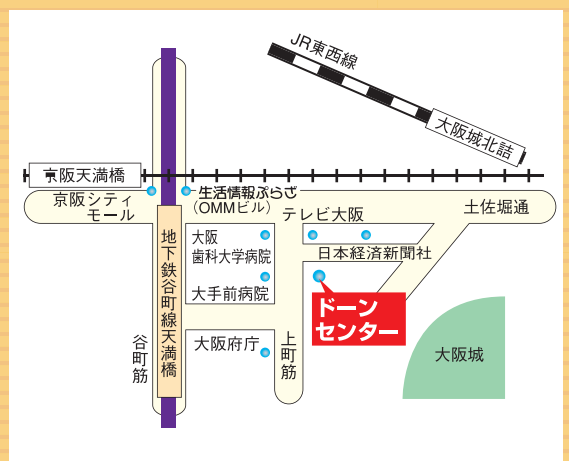 JR東西線
大阪城北詰
京阪天満橋
京阪シティ
モール
生活情報ぷらざ
(OMMビル)
テレビ大阪
土佐堀通
大阪
歯科大学病院
日本経済新聞社
大手前病院
地下鉄谷町線天満橋
ドーン
センター
谷町筋
大阪府庁
上町筋
大阪城